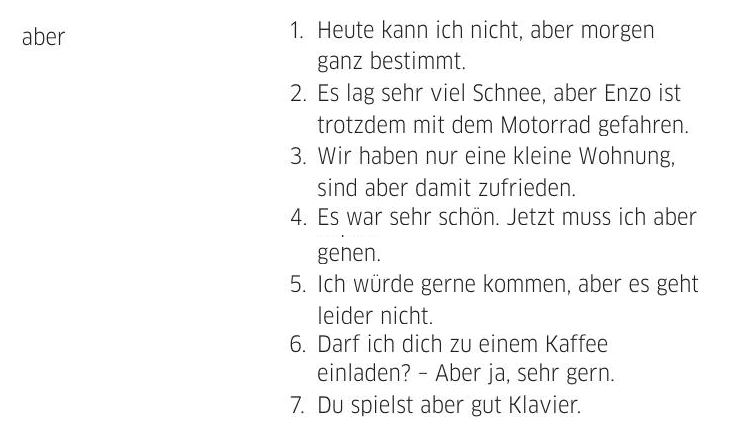 aber
1. Heute kann ich nicht, aber morgen
ganz bestimmt.
2. Es lag sehr viel Schnee, aber Enzo ist
trotzdem mit dem Motorrad gefahren.
3. Wir haben nur eine kleine Wohnung,
sind aber damit zufrieden.
4. Es war sehr schön. Jetzt muss ich aber
gehen.
5. Ich würde gerne kommen, aber es geht
leider nicht.
6. Darf ich dich zu einem Kaffee
einladen? – Aber ja, sehr gern.
7. Du spielst aber gut Klavier.